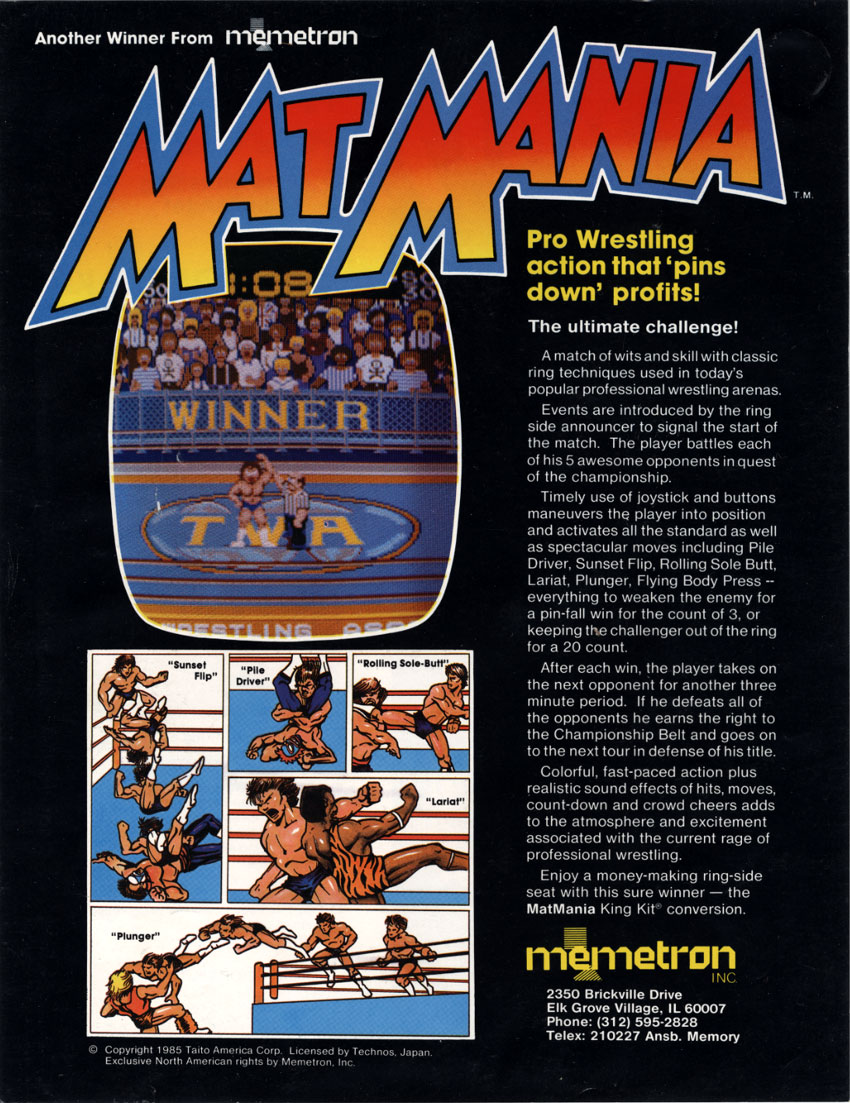 Another Winner From memetron
MAT MANIA
T.M.
1:08
WINNER
TWA
WRESTLING ASS
Pro Wrestling
action that 'pins
down' profits!
The ultimate challenge!
A match of wits and skill with classic
ring techniques used in today's
popular professional wrestling arenas.
Events are introduced by the ring
side announcer to signal the start of
the match. The player battles each
of his 5 awesome opponents in quest
of the championship.
Timely use of joystick and buttons
maneuvers the player into position
and activates all the standard as well
as spectacular moves including Pile
Driver, Sunset Flip, Rolling Sole Butt,
Lariat, Plunger, Flying Body Press --
everything to weaken the enemy for
a pin-fall win for the count of 3, or
keeping the challenger out of the ring
for a 20 count.
After each win, the player takes on
the next opponent for another three
minute period. If he defeats all of
the opponents he earns the right to
the Championship Belt and goes on
to the next tour in defense of his title.
Colorful, fast-paced action plus
realistic sound effects of hits, moves,
count-down and crowd cheers adds
to the atmosphere and excitement
associated with the current rage of
professional wrestling.
Enjoy a money-making ring-side
seat with this sure winner — the
MatMania King Kit® conversion.
"Sunset
Flip"
"Pile
Driver"
"Rolling Sole-Butt"
"Lariat"
"Plunger"
memetron
INC.
2350 Brickville Drive
Elk Grove Village, IL 60007
Phone: (312) 595-2828
Telex: 210227 Ansb. Memory
© Copyright 1985 Taito America Corp. Licensed by Technos, Japan.
Exclusive North American rights by Memetron, Inc.